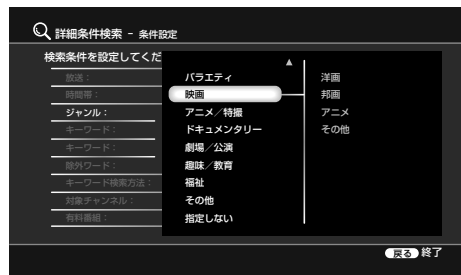 詳細条件検索 - 条件設定
検索条件を設定してくだ
放送：
時間帯：
ジャンル：
キーワード：
キーワード：
除外ワード：
キーワード検索方法：
対象チャンネル：
有料番組：
▲
バラエティ
映画
アニメ／特撮
ドキュメンタリー
劇場／公演
趣味／教育
福祉
その他
指定しない
洋画
邦画
アニメ
その他
戻る 終了